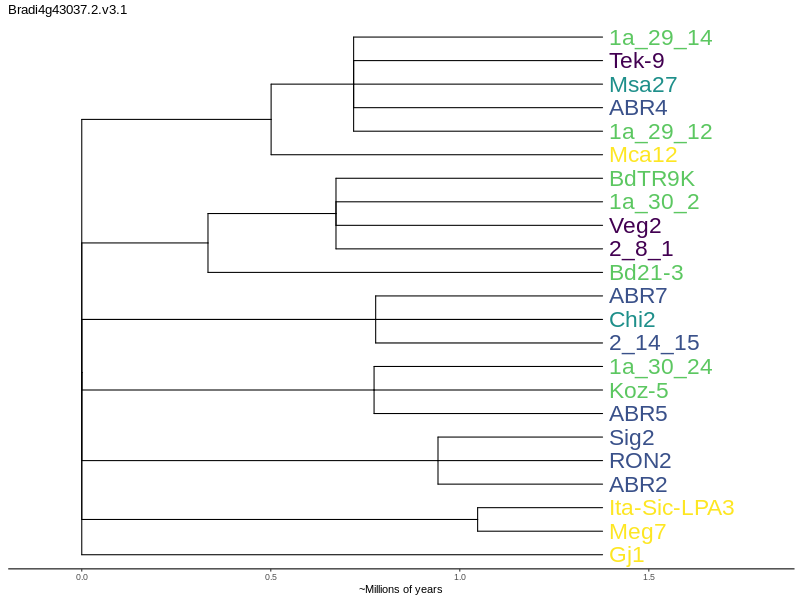 Bradi4g43037.2.v3.1
1a_29_14
Tek-9
Msa27
ABR4
1a_29_12
Mca12
BdTR9K
1a_30_2
Veg2
2_8_1
Bd21-3
ABR7
Chi2
2_14_15
1a_30_24
Koz-5
ABR5
Sig2
RON2
ABR2
Ita-Sic-LPA3
Meg7
Gj1
0.0 0.5 1.0 1.5
~Millions of years